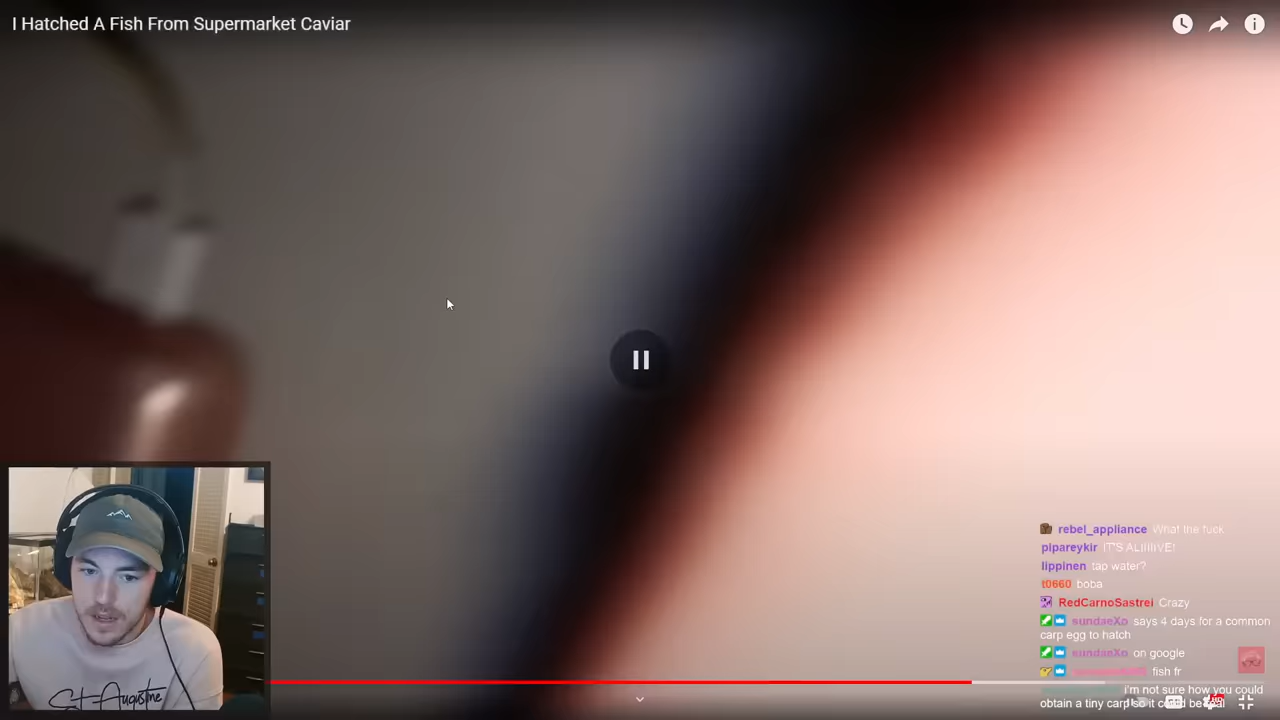 I Hatched A Fish From Supermarket Caviar
rebel_appliance What the fuck
pipareykir IT'S ALIIIIIVE!
lippinen tap water?
t0660 boba
RedCarnoSastrei Crazy
sundaeXo says 4 days for a common
carp egg to hatch
sundaeXo on google
fish fr
i'm not sure how you could
obtain a tiny carp so it could be real
St. Augustine